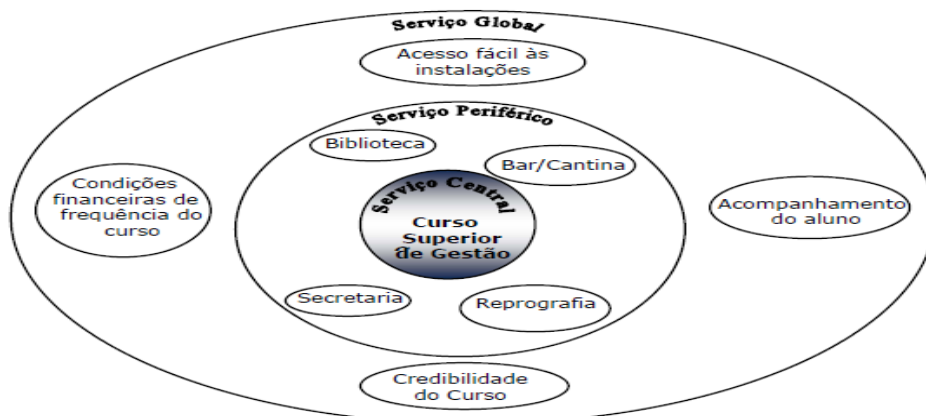 Serviço Global
Acesso fácil às
instalações
Serviço Periférico
Biblioteca
Bar/Cantina
Condições
financeiras de
frequência do
curso
Serviço Central
Curso
Superior
de Gestão
Acompanhamento
do aluno
Secretaria
Reprografia
Credibilidade
do Curso